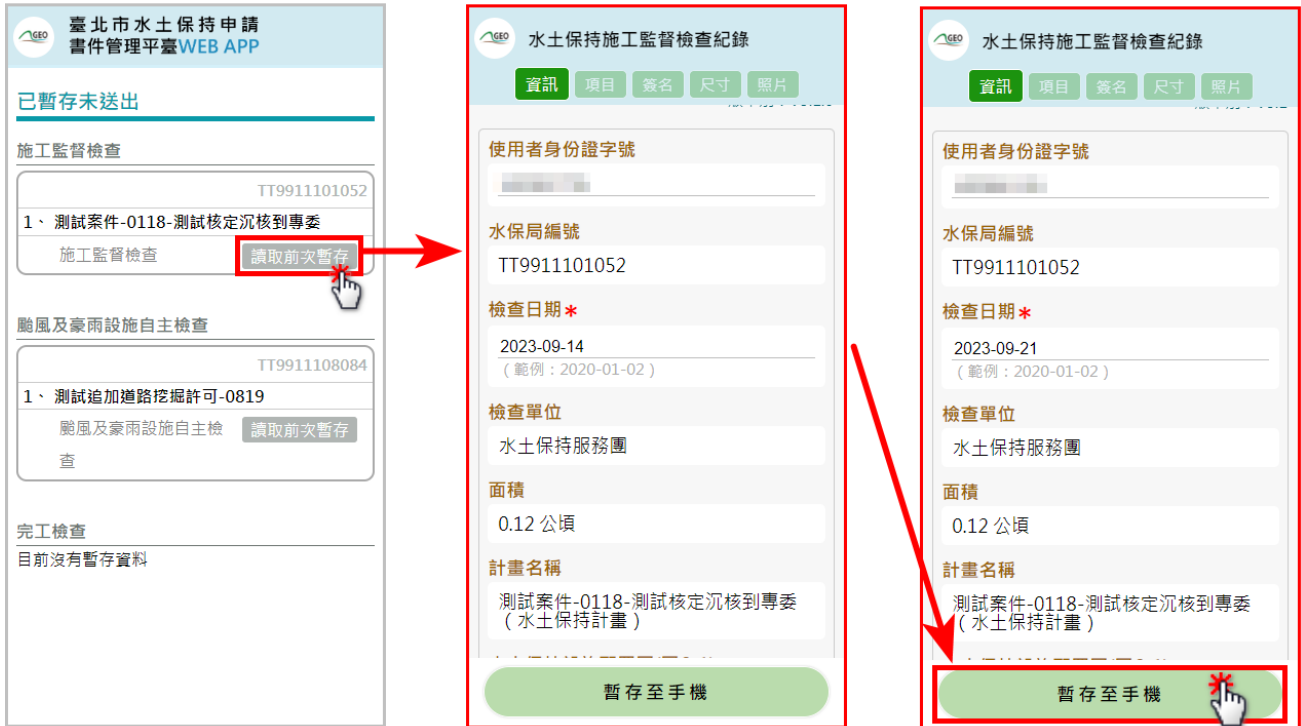 GEO
臺北市水土保持申請
書件管理平臺WEB APP
已暫存未送出
施工監督檢查
TT9911101052
1、 測試案件-0118-測試核定沉核到專委
施工監督檢查
讀取前次暫存
颱風及豪雨設施自主檢查
TT9911108084
1、 測試追加道路挖掘許可-0819
颱風及豪雨設施自主檢
讀取前次暫存
查
完工檢查
目前沒有暫存資料
GEO
水土保持施工監督檢查紀錄
資訊 項目 簽名 尺寸 照片
使用者身份證字號
水保局編號
TT9911101052
檢查日期*
2023-09-14
(範例:2020-01-02)
檢查單位
水土保持服務團
面積
0.12 公頃
計畫名稱
測試案件-0118-測試核定沉核到專委
(水土保持計畫)
暫存至手機
GEO
水土保持施工監督檢查紀錄
資訊 項目 簽名 尺寸 照片
使用者身份證字號
水保局編號
TT9911101052
檢查日期*
2023-09-21
(範例:2020-01-02)
檢查單位
水土保持服務團
面積
0.12 公頃
計畫名稱
測試案件-0118-測試核定沉核到專委
(水土保持計畫)
暫存至手機